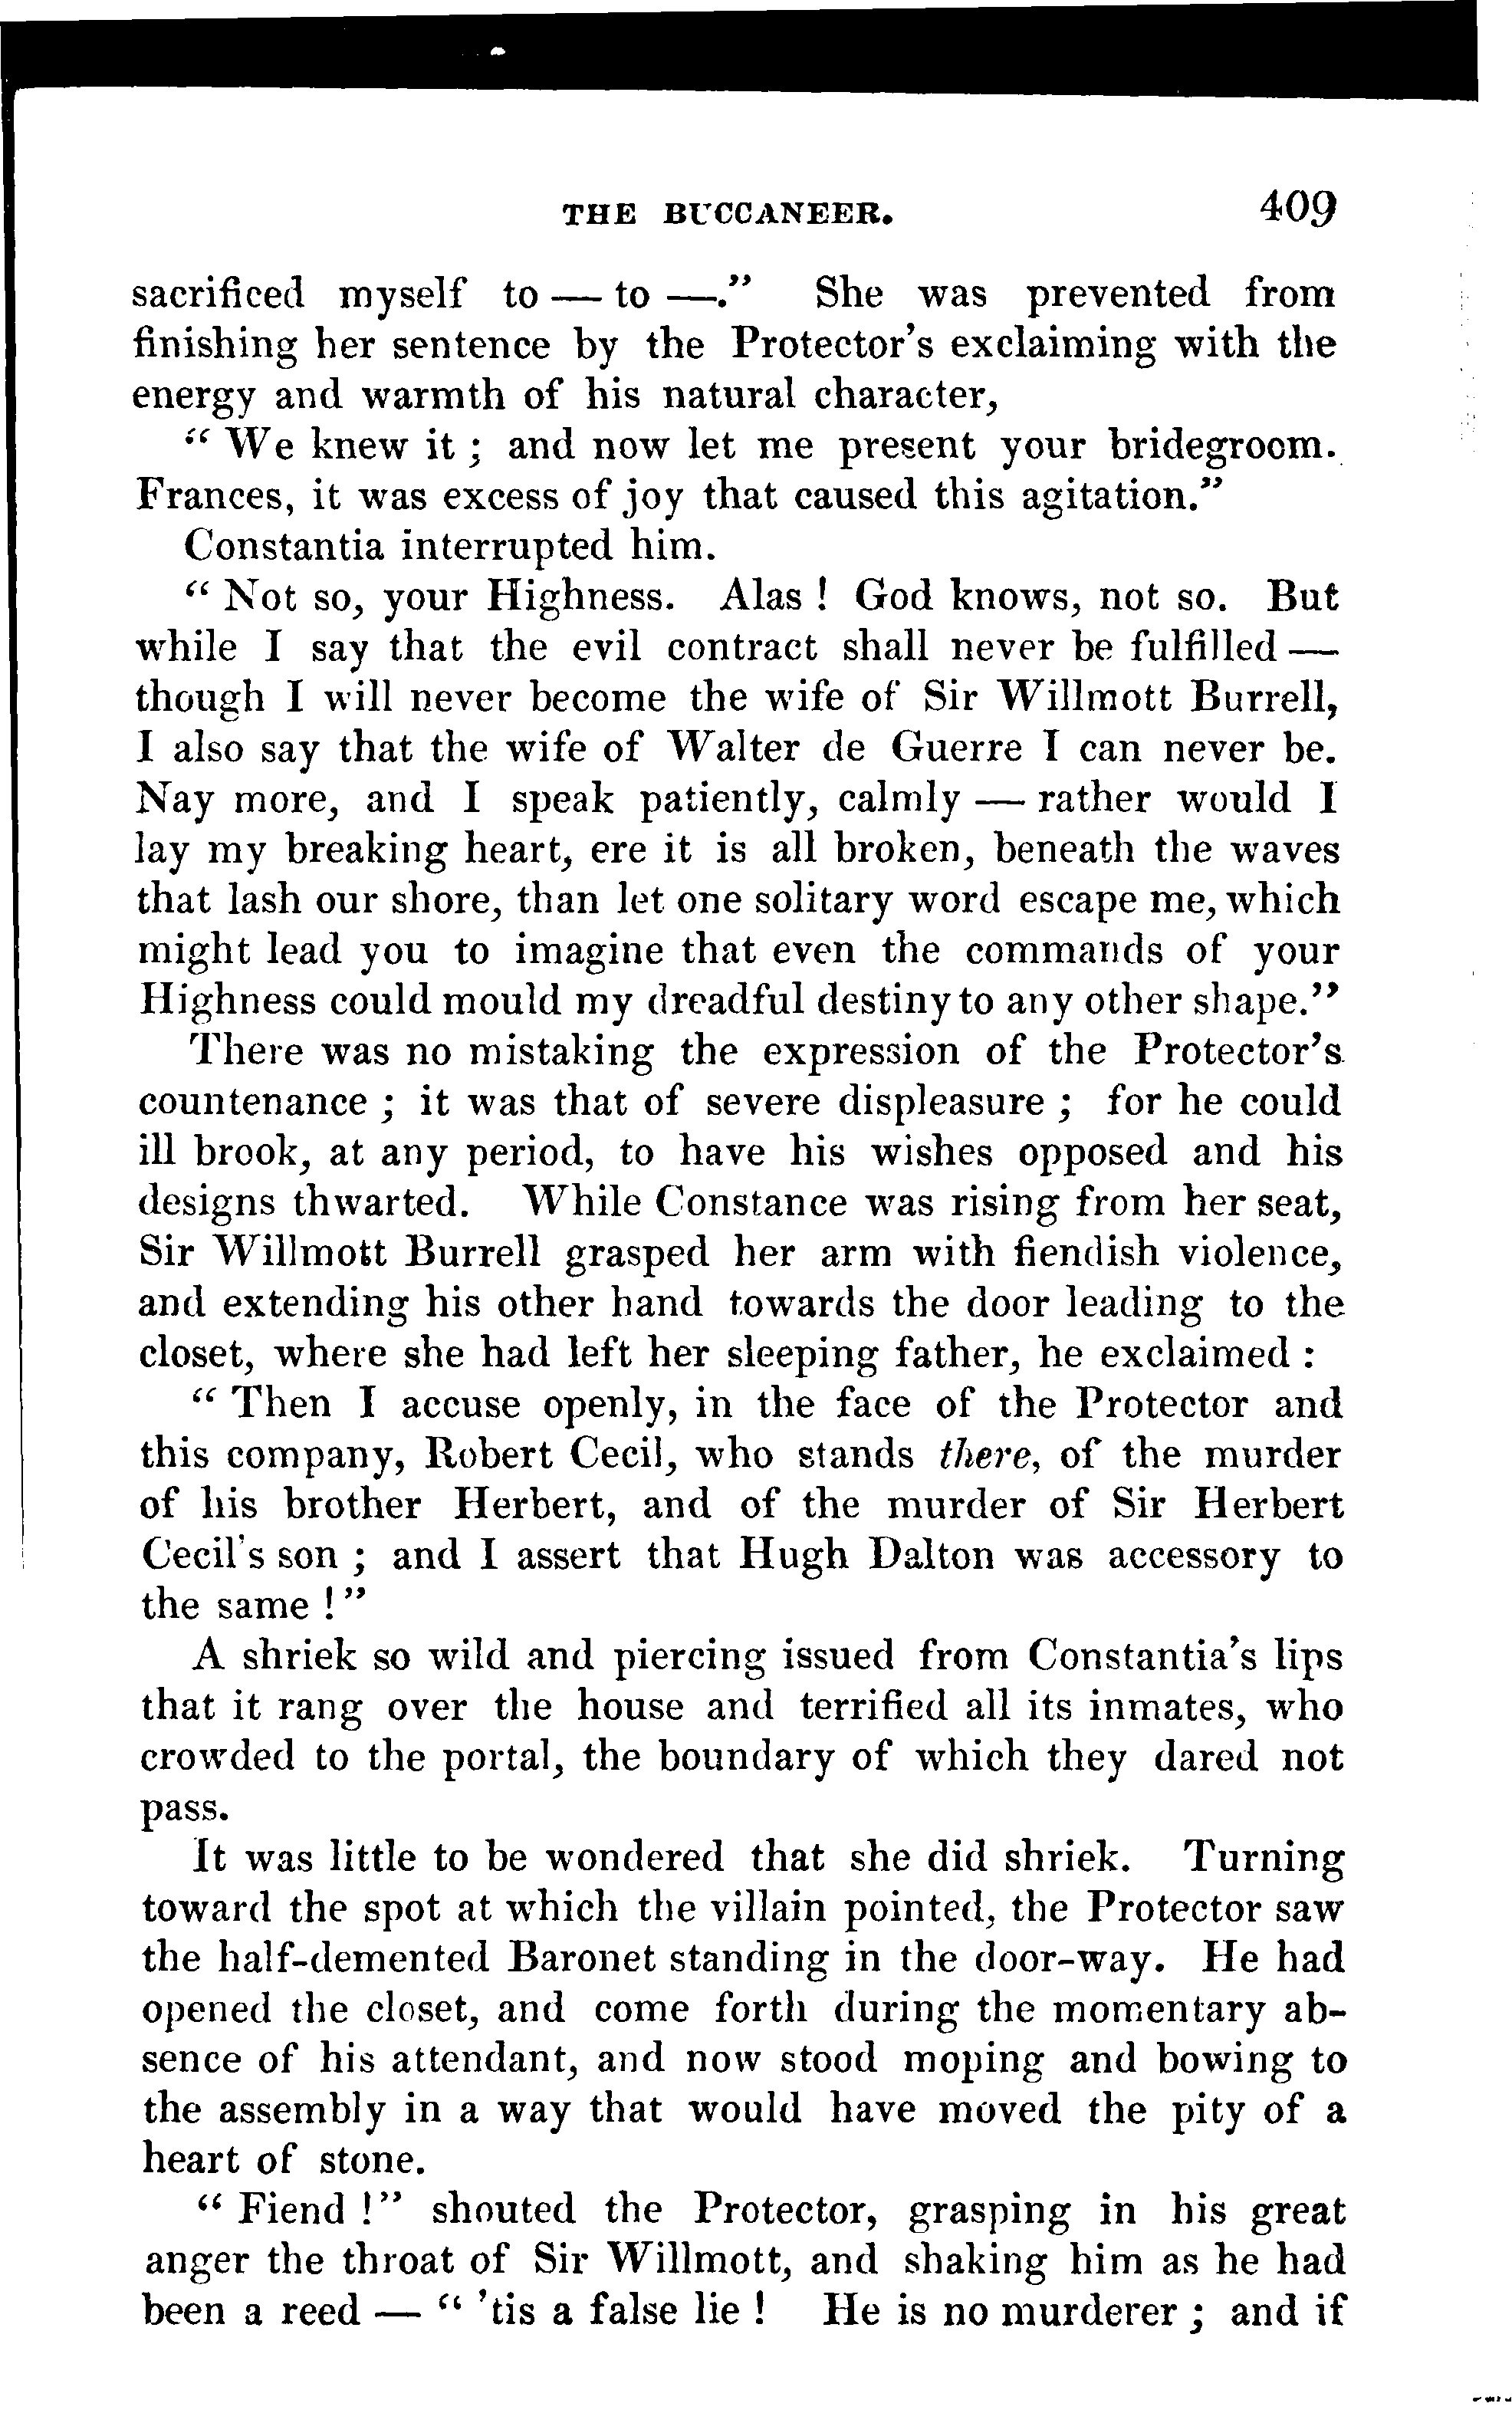 THE BUCCANEER. 409
sacrificed myself to — to —." She was prevented from
finishing her sentence by the Protector's exclaiming with the
energy and warmth of his natural character,
" We knew it ; and now let me present your bridegroom.
Frances, it was excess of joy that caused this agitation."
Constantia interrupted him.
" Not so, your Highness. Alas ! God knows, not so. But
while I say that the evil contract shall never be fulfilled —
though I will never become the wife of Sir Willmott Burrell,
I also say that the wife of Walter de Guerre I can never be.
Nay more, and I speak patiently, calmly — rather would I
lay my breaking heart, ere it is all broken, beneath the waves
that lash our shore, than let one solitary word escape me, which
might lead you to imagine that even the commands of your
Highness could mould my dreadful destiny to any other shape."
There was no mistaking the expression of the Protector's
countenance ; it was that of severe displeasure ; for he could
ill brook, at any period, to have his wishes opposed and his
designs thwarted. While Constance was rising from her seat,
Sir Willmott Burrell grasped her arm with fiendish violence,
and extending his other hand towards the door leading to the
closet, where she had left her sleeping father, he exclaimed :
" Then I accuse openly, in the face of the Protector and
this company, Robert Cecil, who stands there, of the murder
of his brother Herbert, and of the murder of Sir Herbert
Cecil's son ; and I assert that Hugh Dalton was accessory to
the same ! "
A shriek so wild and piercing issued from Constantia's lips
that it rang over the house and terrified all its inmates, who
crowded to the portal, the boundary of which they dared not
pass.
It was little to be wondered that she did shriek. Turning
toward the spot at which the villain pointed, the Protector saw
the half-demented Baronet standing in the door-way. He had
opened the closet, and come forth during the momentary ab-
sence of his attendant, and now stood moping and bowing to
the assembly in a way that would have moved the pity of a
heart of stone.
" Fiend !" shouted the Protector, grasping in his great
anger the throat of Sir Willmott, and shaking him as he had
been a reed — " 'tis a false lie ! He is no murderer ; and if